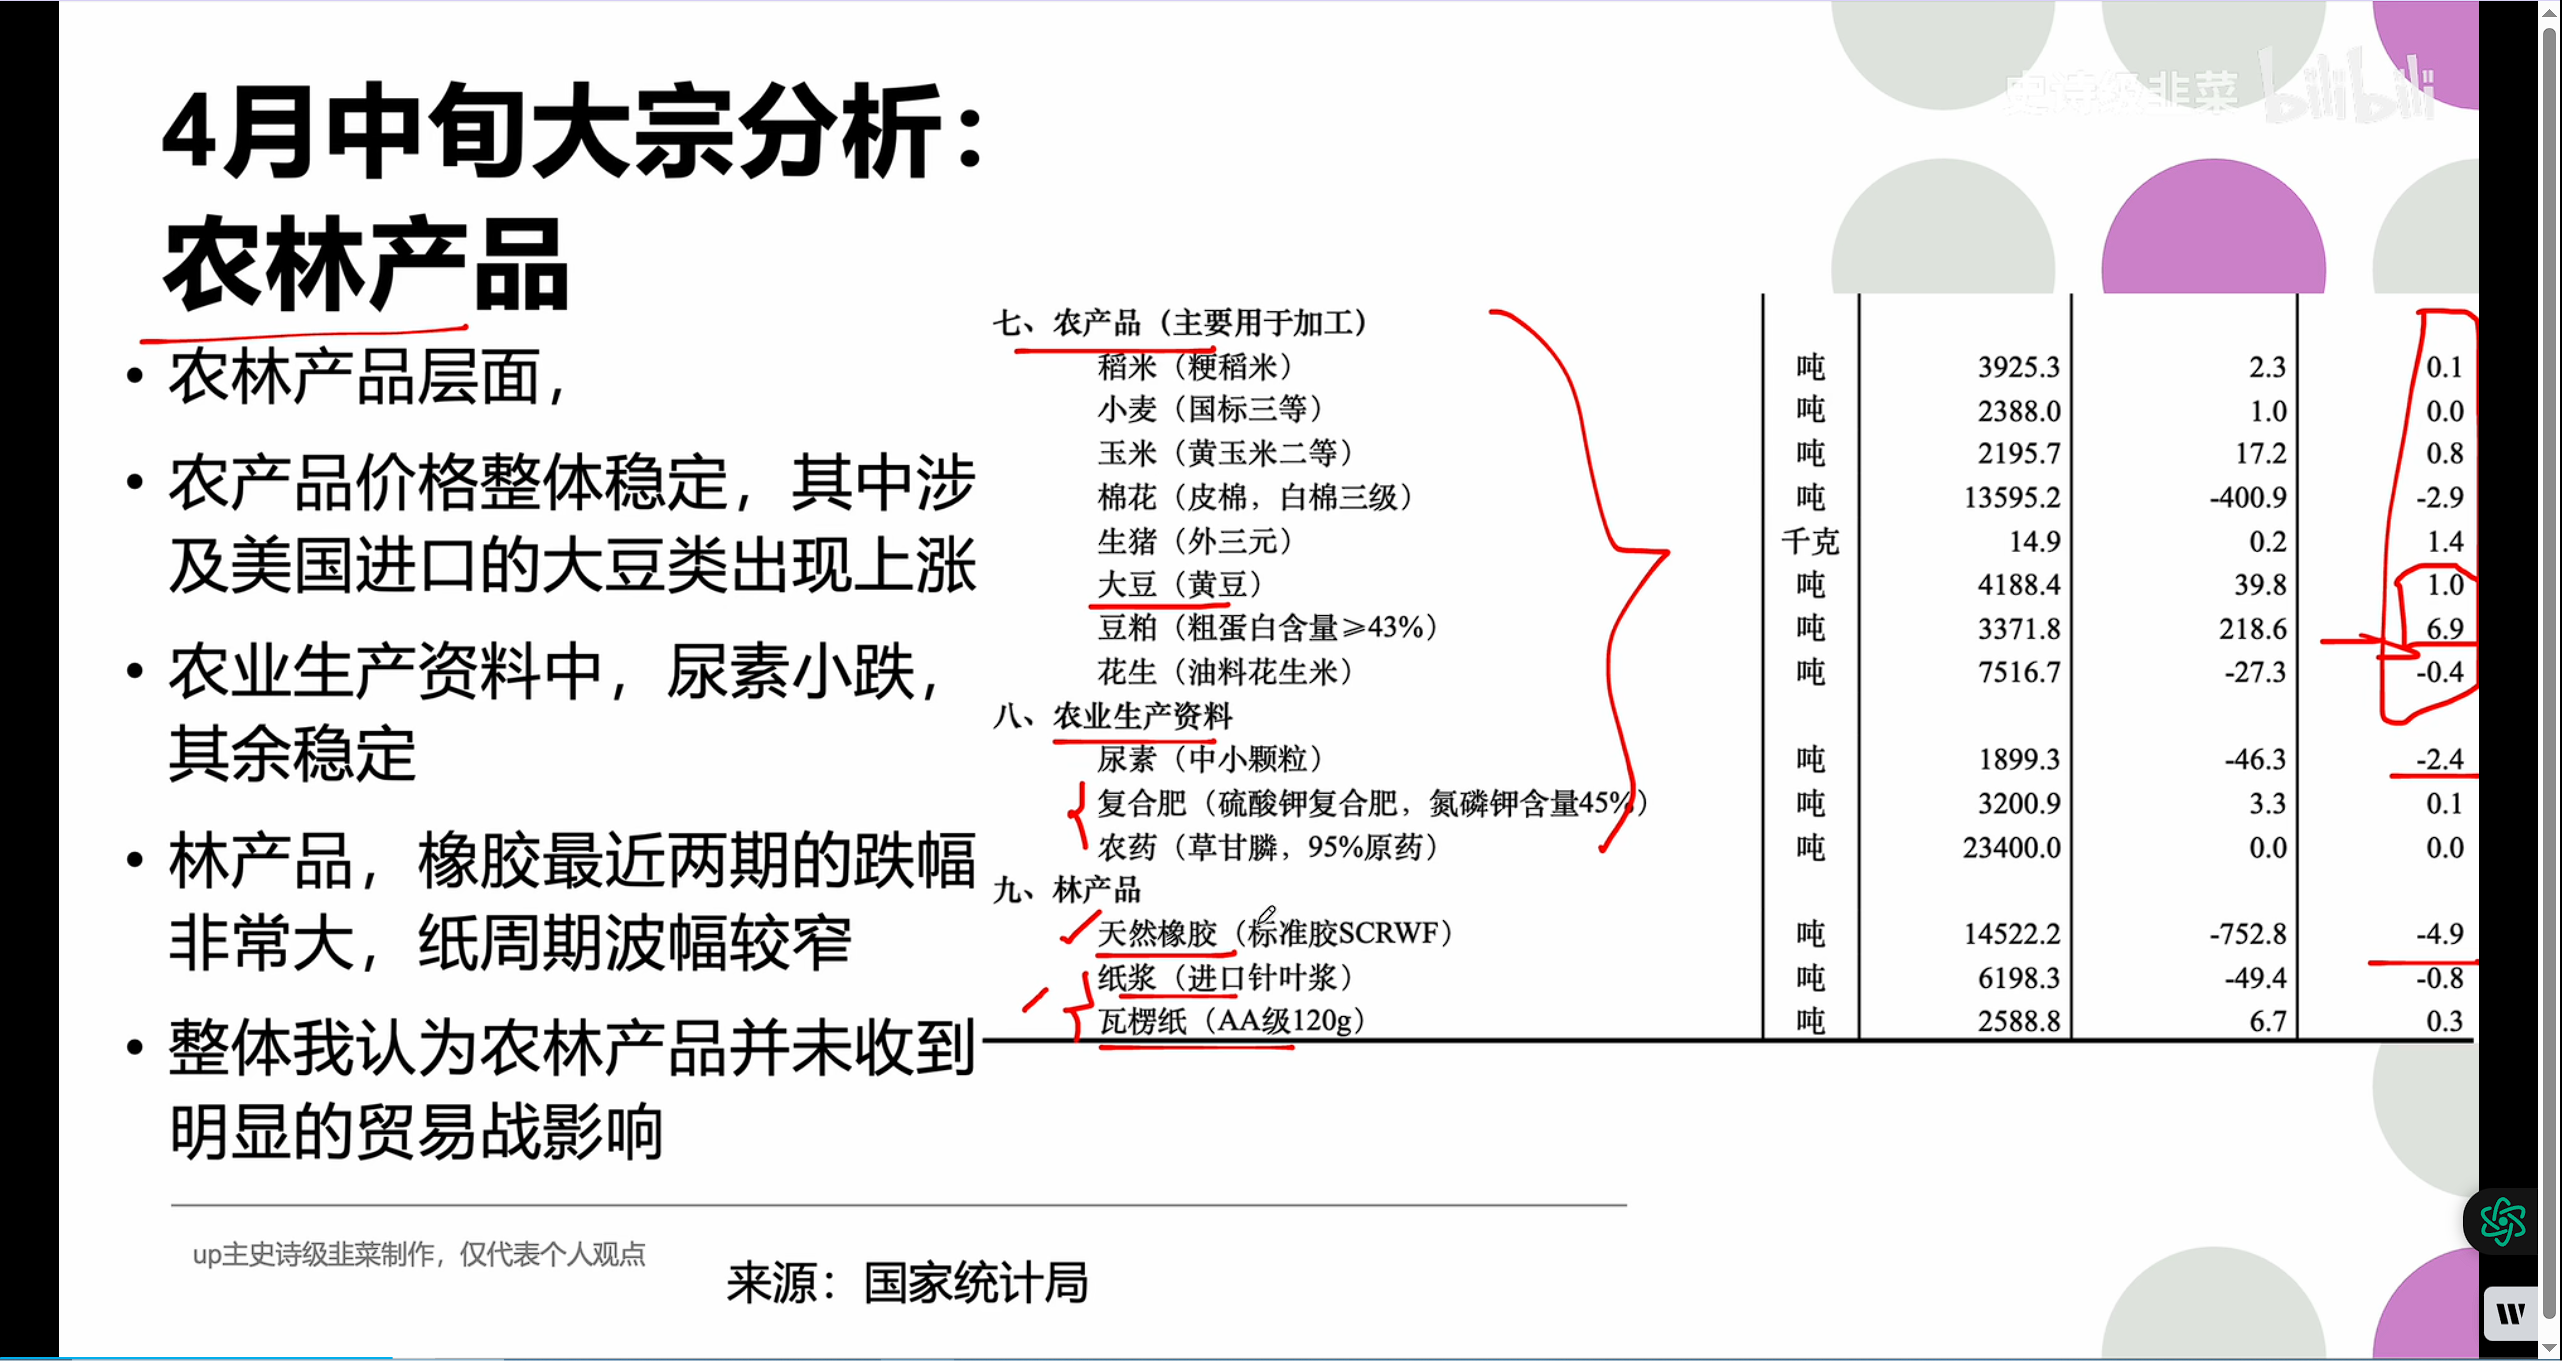 史诗级韭菜 bilibili
4月中旬大宗分析：
农林产品
• 农林产品层面，
• 农产品价格整体稳定，其中涉
及美国进口的大豆类出现上涨
• 农业生产资料中，尿素小跌，
其余稳定
• 林产品，橡胶最近两期的跌幅
非常大，纸周期波幅较窄
• 整体我认为农林产品并未收到
明显的贸易战影响
七、农产品（主要用于加工）
稻米（粳稻米） 吨 3925.3 2.3 0.1
小麦（国标三等） 吨 2388.0 1.0 0.0
玉米（黄玉米二等） 吨 2195.7 17.2 0.8
棉花（皮棉，白棉三级） 吨 13595.2 -400.9 -2.9
生猪（外三元） 千克 14.9 0.2 1.4
大豆（黄豆） 吨 4188.4 39.8 1.0
豆粕（粗蛋白含量≥43%） 吨 3371.8 218.6 6.9
花生（油料花生米） 吨 7516.7 -27.3 -0.4
八、农业生产资料
尿素（中小颗粒） 吨 1899.3 -46.3 -2.4
复合肥（硫酸钾复合肥，氮磷钾含量45%） 吨 3200.9 3.3 0.1
农药（草甘膦，95%原药） 吨 23400.0 0.0 0.0
九、林产品
天然橡胶（标准胶SCRWF） 吨 14522.2 -752.8 -4.9
纸浆（进口针叶浆） 吨 6198.3 -49.4 -0.8
瓦楞纸（AA级120g） 吨 2588.8 6.7 0.3
up主史诗级韭菜制作，仅代表个人观点
来源：国家统计局